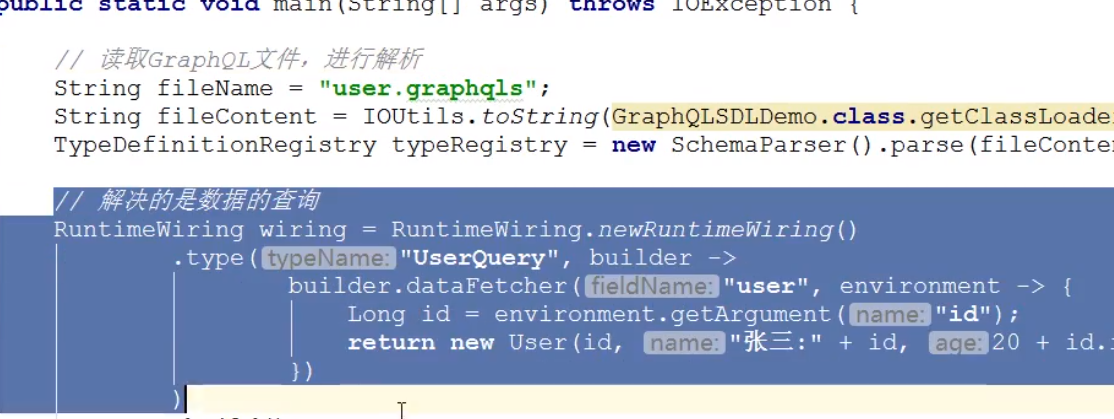 public static void main(String[] args) throws IOException {
// 读取GraphQL文件，进行解析
String fileName = "user.graphqls";
String fileContent = IOUtils.toString(GraphQLSDLDemo.class.getClassLoade
TypeDefinitionRegistry typeRegistry = new SchemaParser().parse(fileConte
// 解决的是数据的查询
RuntimeWiring wiring = RuntimeWiring.newRuntimeWiring()
.type( typeName: "UserQuery", builder ->
builder.dataFetcher( fieldName: "user", environment -> {
Long id = environment.getArgument( name: "id");
return new User(id, name: "张三:" + id, age: 20 + id.
})
)